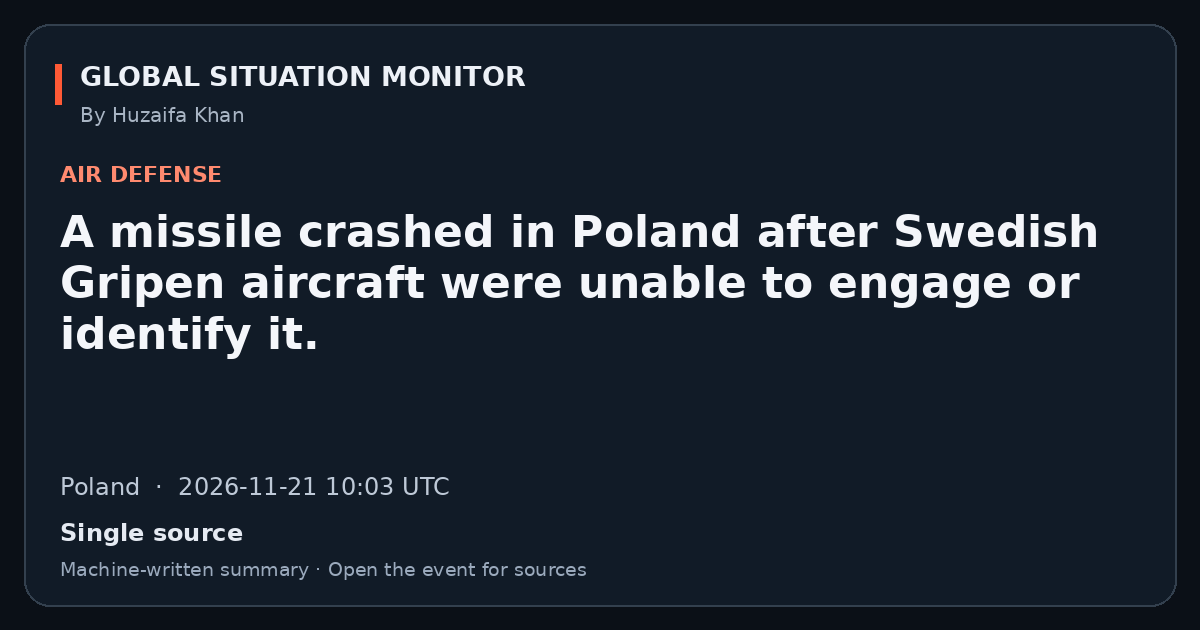 GLOBAL SITUATION MONITOR
By Huzaifa Khan
AIR DEFENSE
A missile crashed in Poland after Swedish
Gripen aircraft were unable to engage or
identify it.
Poland · 2026-11-21 10:03 UTC
Single source
Machine-written summary · Open the event for sources